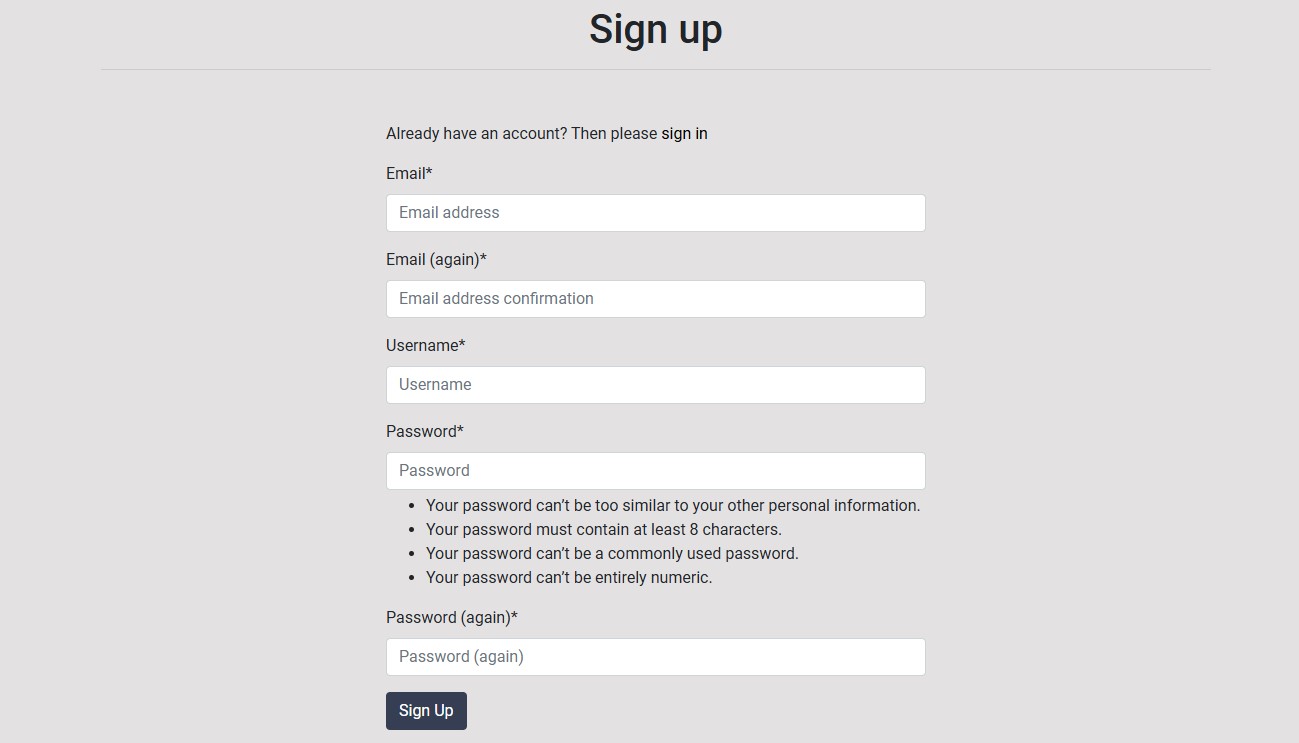 Sign up
Already have an account? Then please sign in
Email*
Email address
Email (again)*
Email address confirmation
Username*
Username
Password*
Password
• Your password can’t be too similar to your other personal information.
• Your password must contain at least 8 characters.
• Your password can’t be a commonly used password.
• Your password can’t be entirely numeric.
Password (again)*
Password (again)
Sign Up